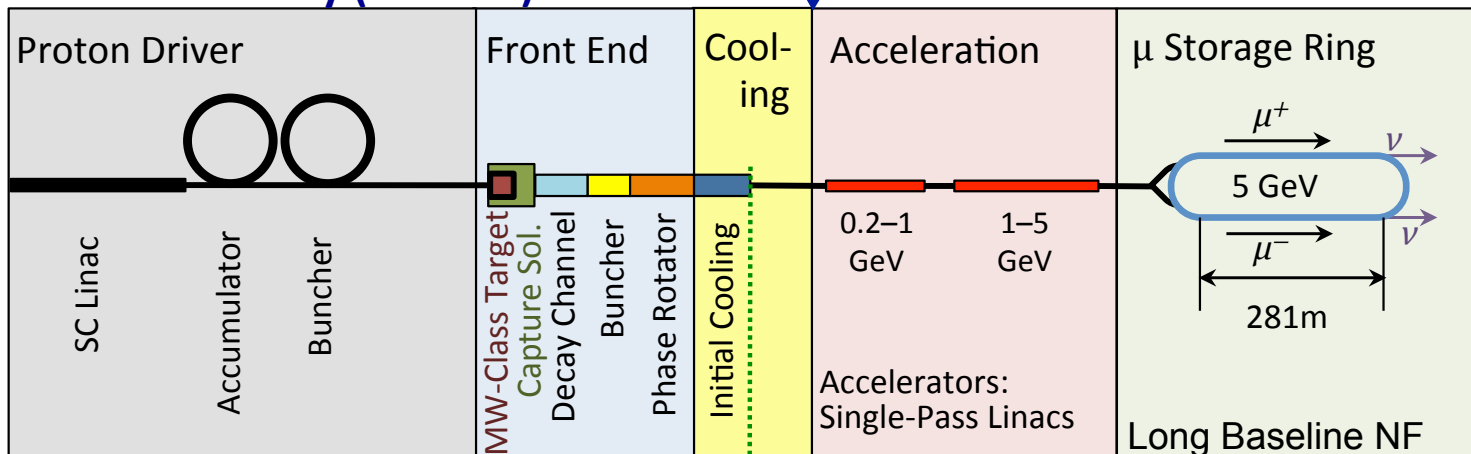 Proton Driver
SC Linac
Accumulator
Buncher
Front End
MW-Class Target
Capture Sol.
Decay Channel
Buncher
Phase Rotator
Cool-
ing
Initial Cooling
Acceleration
0.2–1
GeV
1–5
GeV
Accelerators:
Single-Pass Linacs
μ Storage Ring
μ+
ν
5 GeV
μ−
ν
281m
Long Baseline NF